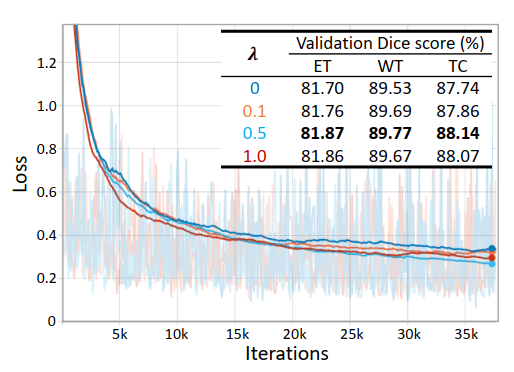 λ Validation Dice score (%)
ET WT TC
0 81.70 89.53 87.74
0.1 81.76 89.69 87.86
0.5 81.87 89.77 88.14
1.0 81.86 89.67 88.07
Loss
1.2
1.0
0.8
0.6
0.4
0.2
0
5k 10k 15k 20k 25k 30k 35k
Iterations